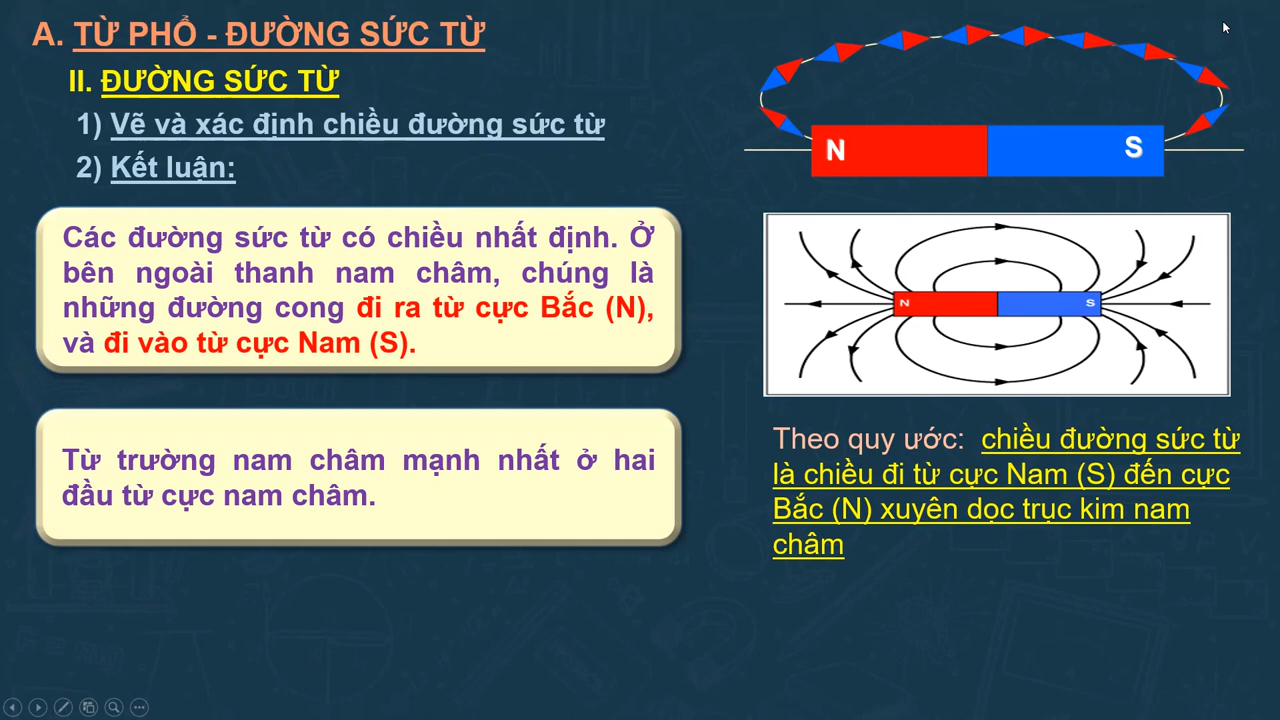 A. TỪ PHỔ - ĐƯỜNG SỨC TỪ
II. ĐƯỜNG SỨC TỪ
1) Vẽ và xác định chiều đường sức từ
2) Kết luận:
N S
Các đường sức từ có chiều nhất định. Ở
bên ngoài thanh nam châm, chúng là
những đường cong đi ra từ cực Bắc (N),
và đi vào từ cực Nam (S).
N S
Từ trường nam châm mạnh nhất ở hai
đầu từ cực nam châm.
Theo quy ước: chiều đường sức từ
là chiều đi từ cực Nam (S) đến cực
Bắc (N) xuyên dọc trục kim nam
châm